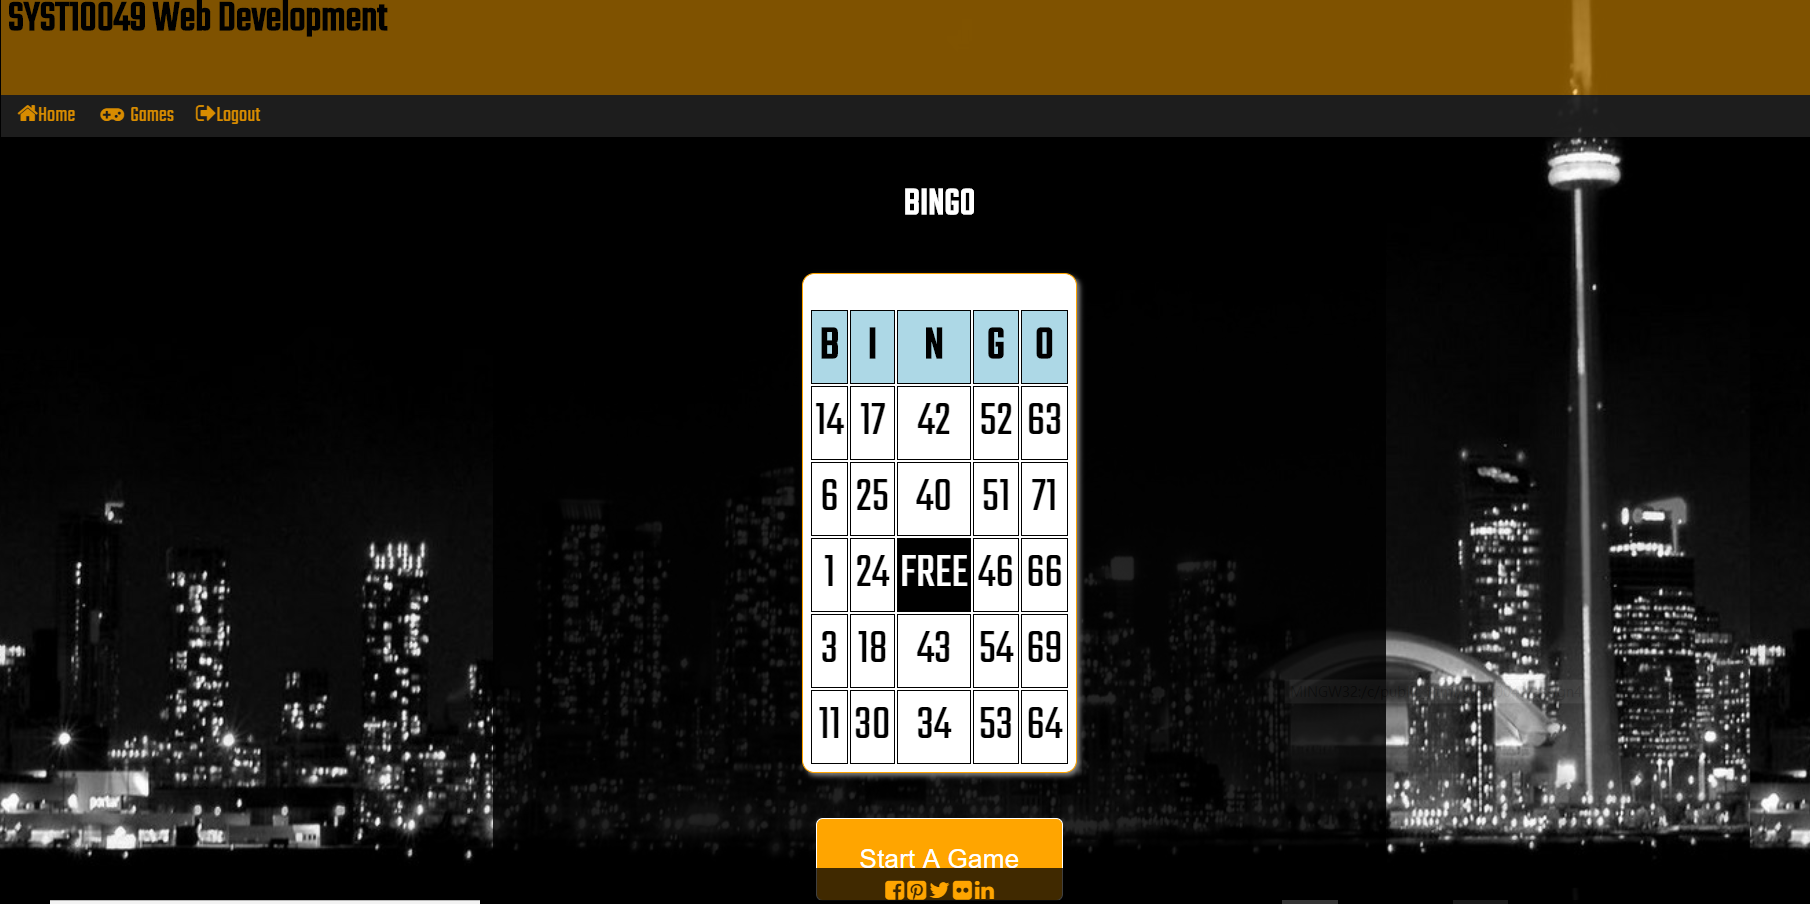 SYST10049 Web Development
Home Games Logout
BINGO
B I N G O
14 17 42 52 63
6 25 40 51 71
1 24 FREE 46 66
3 18 43 54 69
11 30 34 53 64
Start A Game